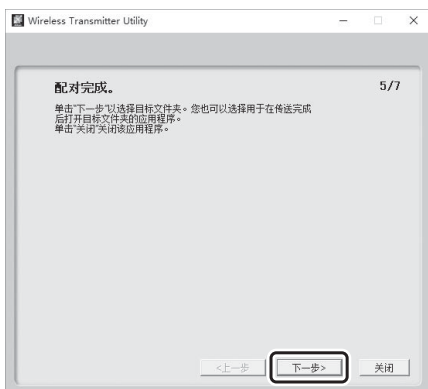 Wireless Transmitter Utility
配对完成。
5/7
单击"下一步"以选择目标文件夹。您也可以选择用于在传送完成
后打开目标文件夹的应用程序。
单击"关闭"关闭该应用程序。
<上一步
下一步>
关闭